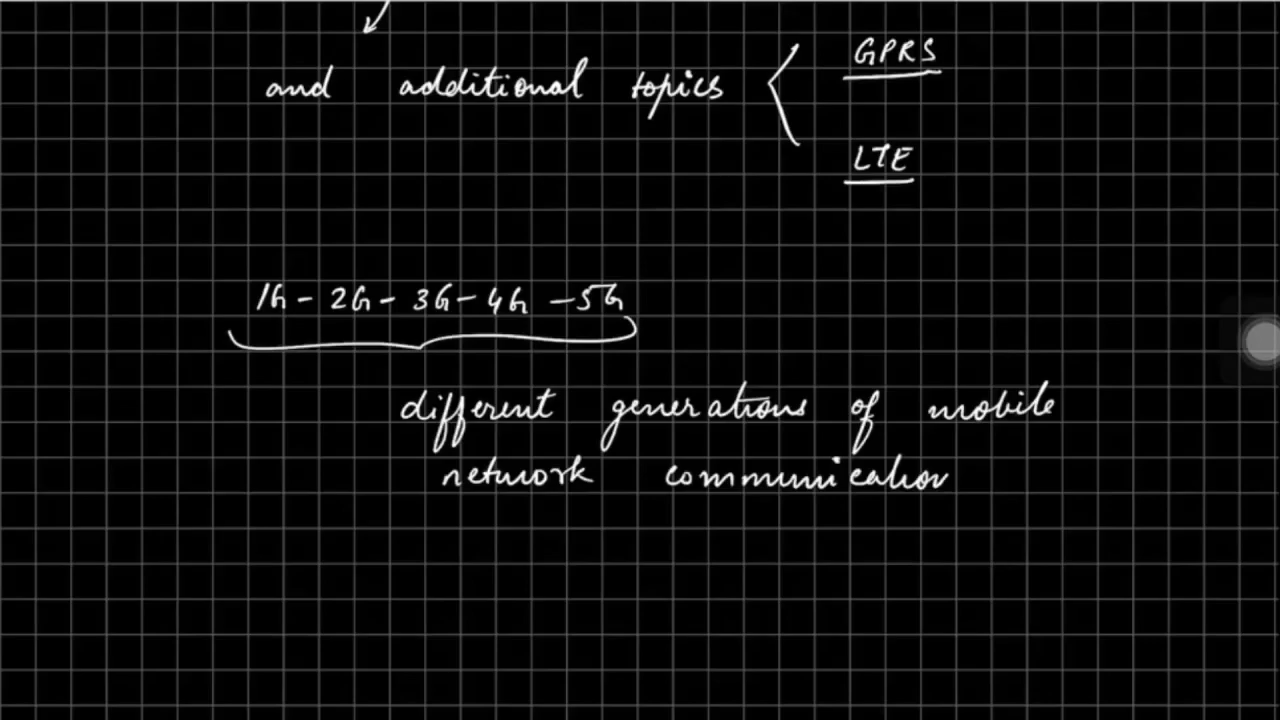 GPRS
and additional topics
LTE
1G - 2G - 3G - 4G - 5G
different generations of mobile
network communication